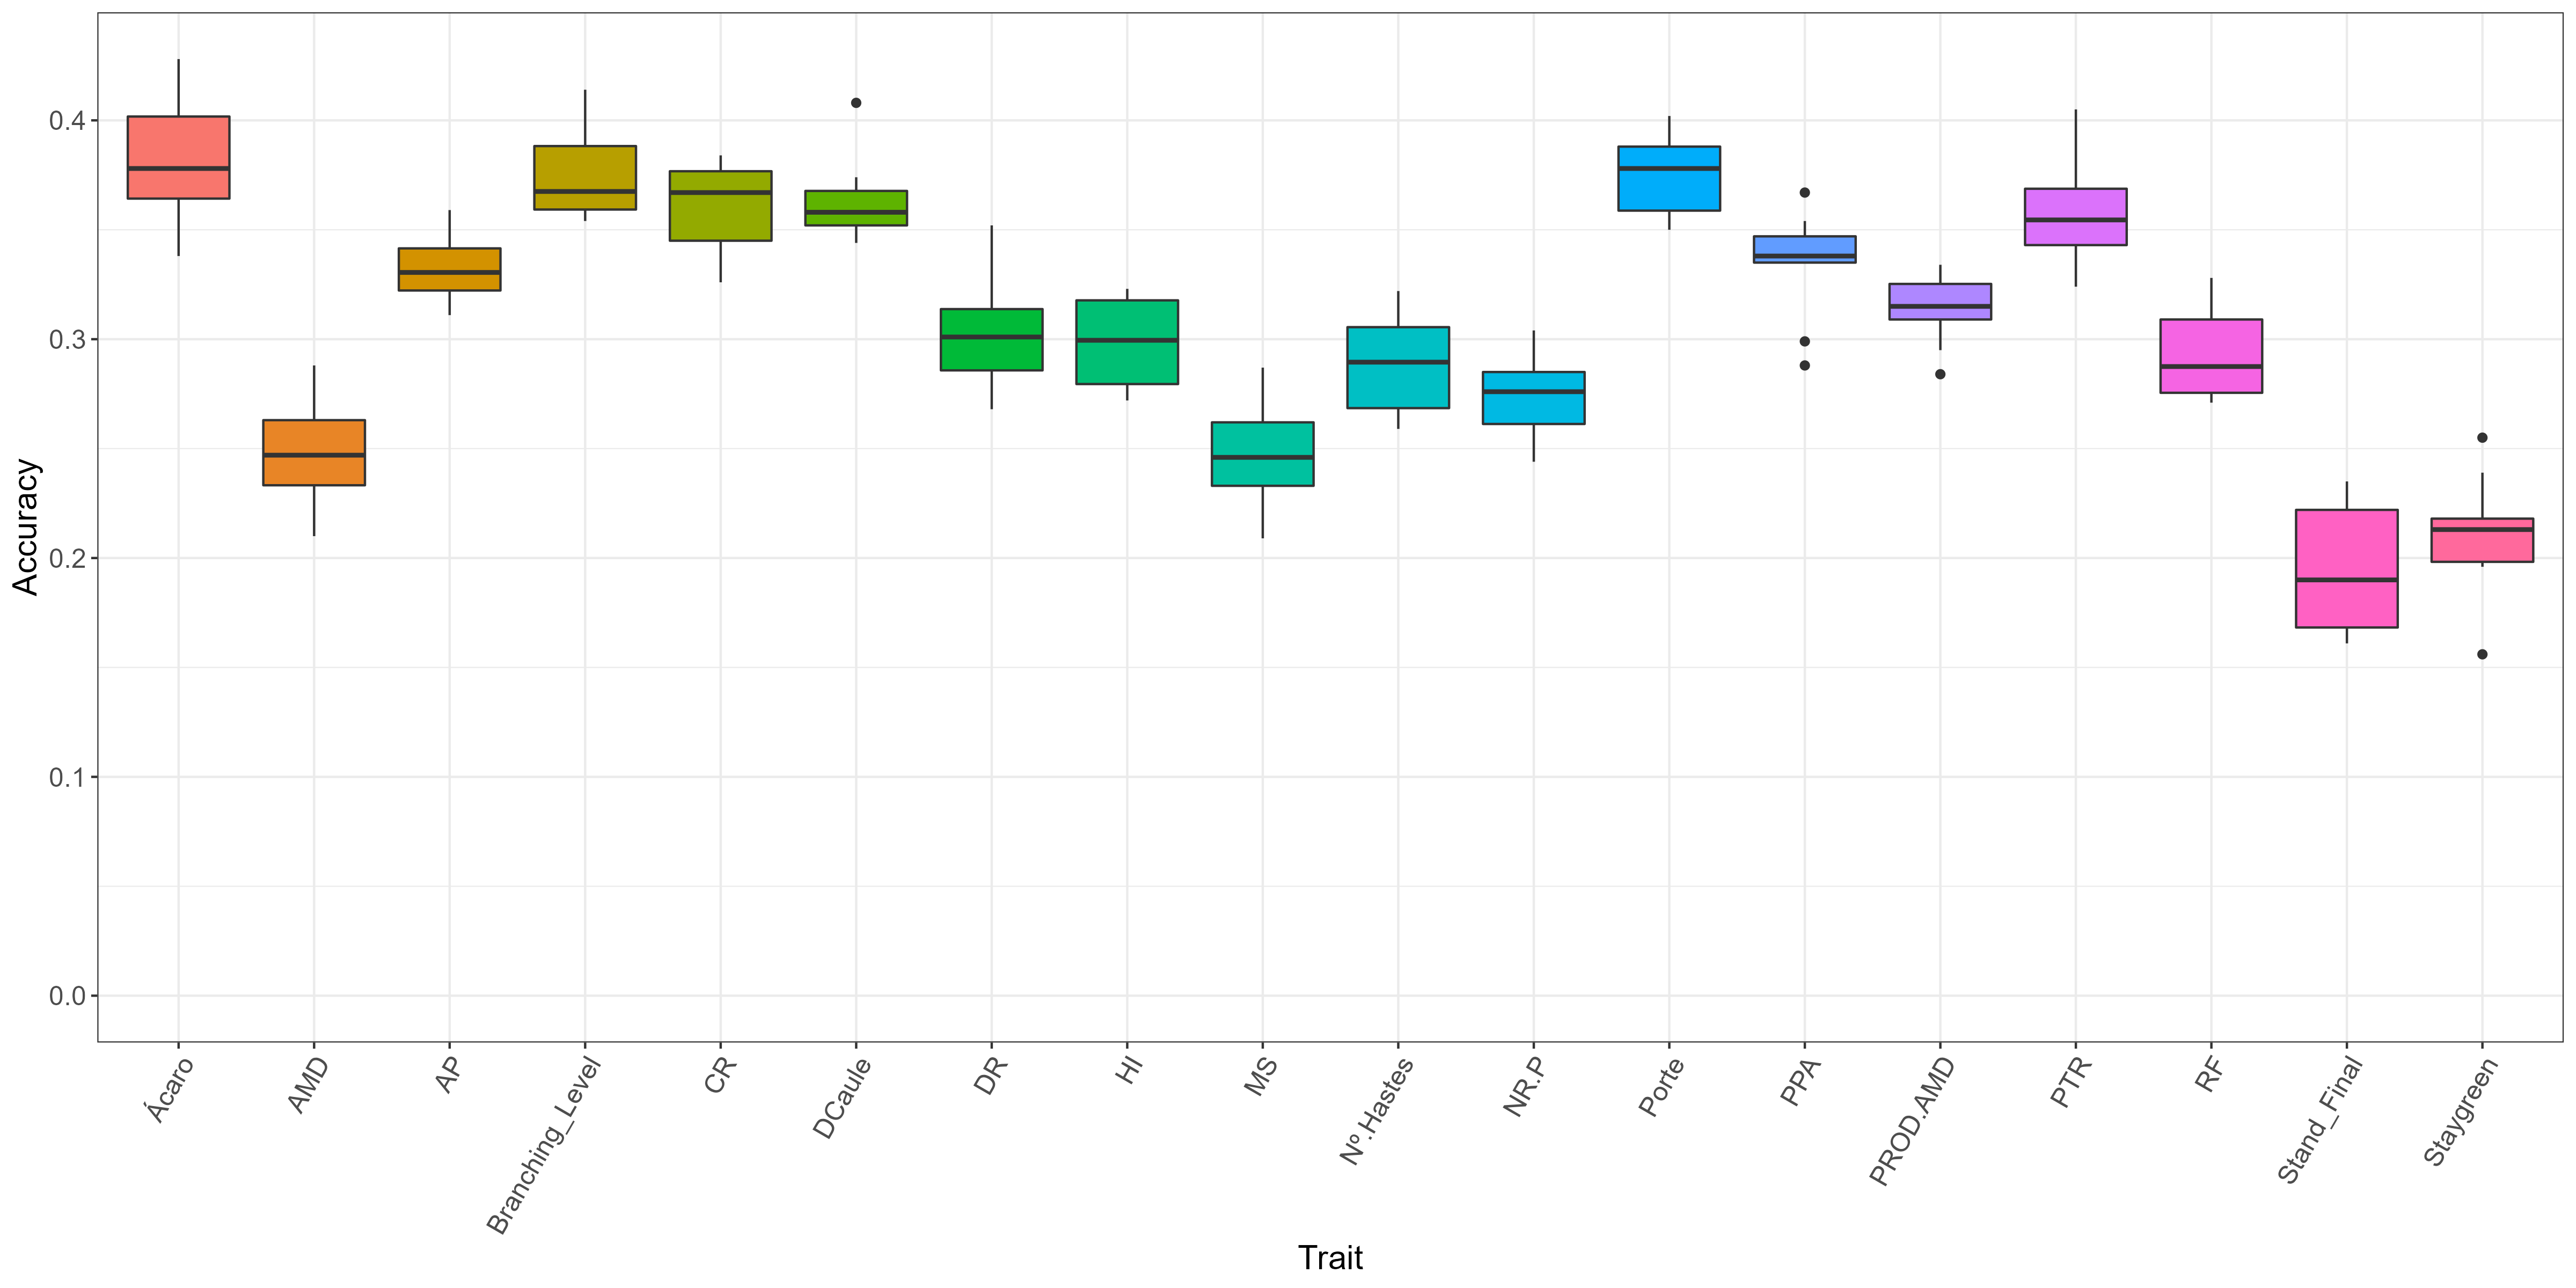 Accuracy
0.4
0.3
0.2
0.1
0.0
Ácaro
AMD
AP
Branching_Level
CR
DCaule
DR
HI
MS
Nº.Hastes
NR.P
Porte
PPA
PROD.AMD
PTR
RF
Stand_Final
Staygreen
Trait